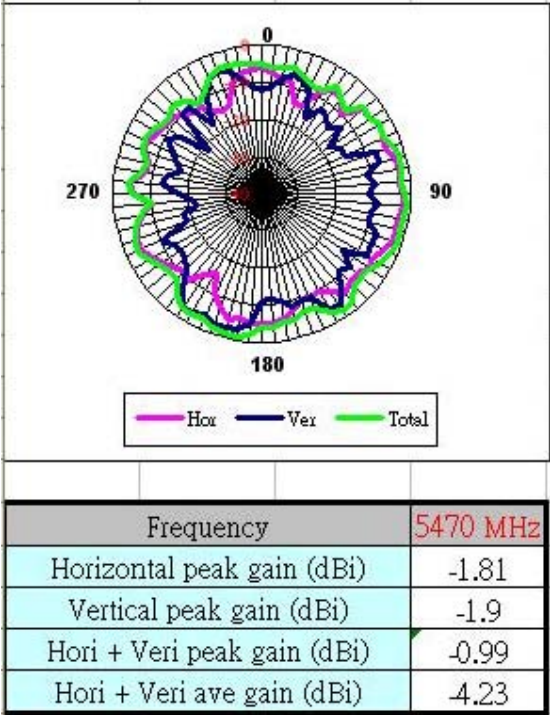 0
270
90
180
Hor Ver Total
Frequency 5470 MHz
Horizontal peak gain (dBi) -1.81
Vertical peak gain (dBi) -1.9
Hori + Veri peak gain (dBi) -0.99
Hori + Veri ave gain (dBi) -4.23